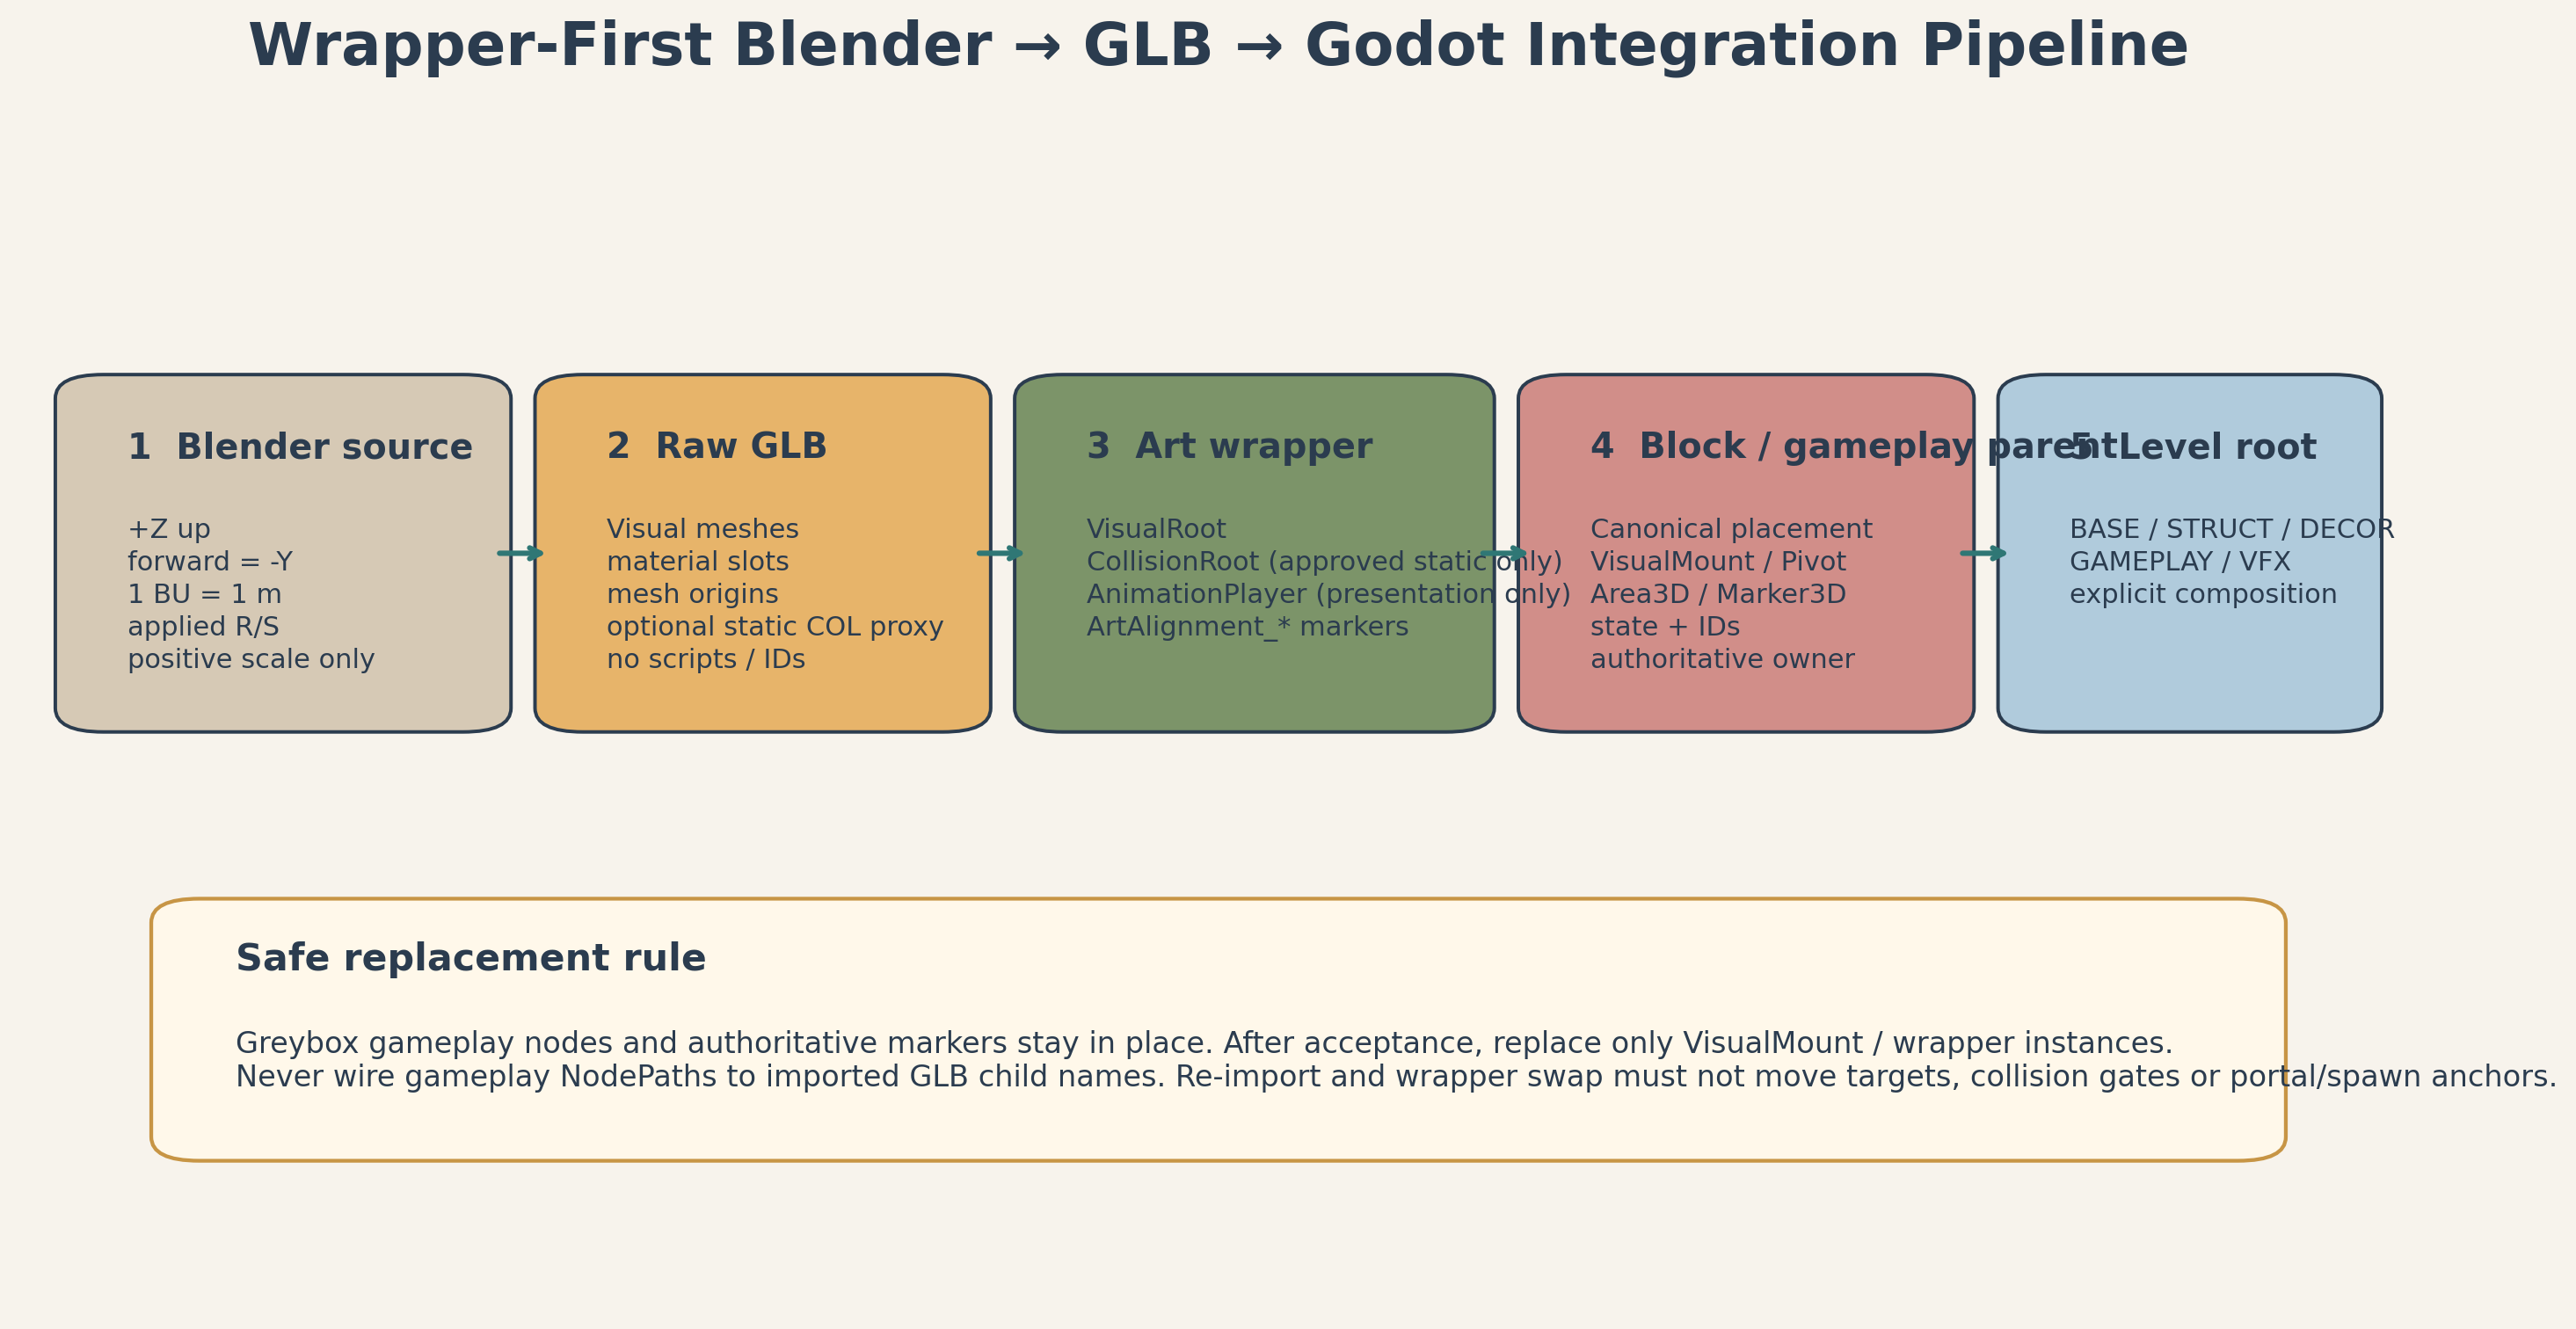 Wrapper-First Blender → GLB → Godot Integration Pipeline
1  Blender source
+Z up
forward = -Y
1 BU = 1 m
applied R/S
positive scale only
2  Raw GLB
Visual meshes
material slots
mesh origins
optional static COL proxy
no scripts / IDs
3  Art wrapper
VisualRoot
CollisionRoot (approved static only)
AnimationPlayer (presentation only)
ArtAlignment_* markers
4  Block / gameplay parent
Canonical placement
VisualMount / Pivot
Area3D / Marker3D
state + IDs
authoritative owner
5  Level root
BASE / STRUCT / DECOR
GAMEPLAY / VFX
explicit composition
Safe replacement rule
Greybox gameplay nodes and authoritative markers stay in place. After acceptance, replace only VisualMount / wrapper instances.
Never wire gameplay NodePaths to imported GLB child names. Re-import and wrapper swap must not move targets, collision gates or portal/spawn anchors.